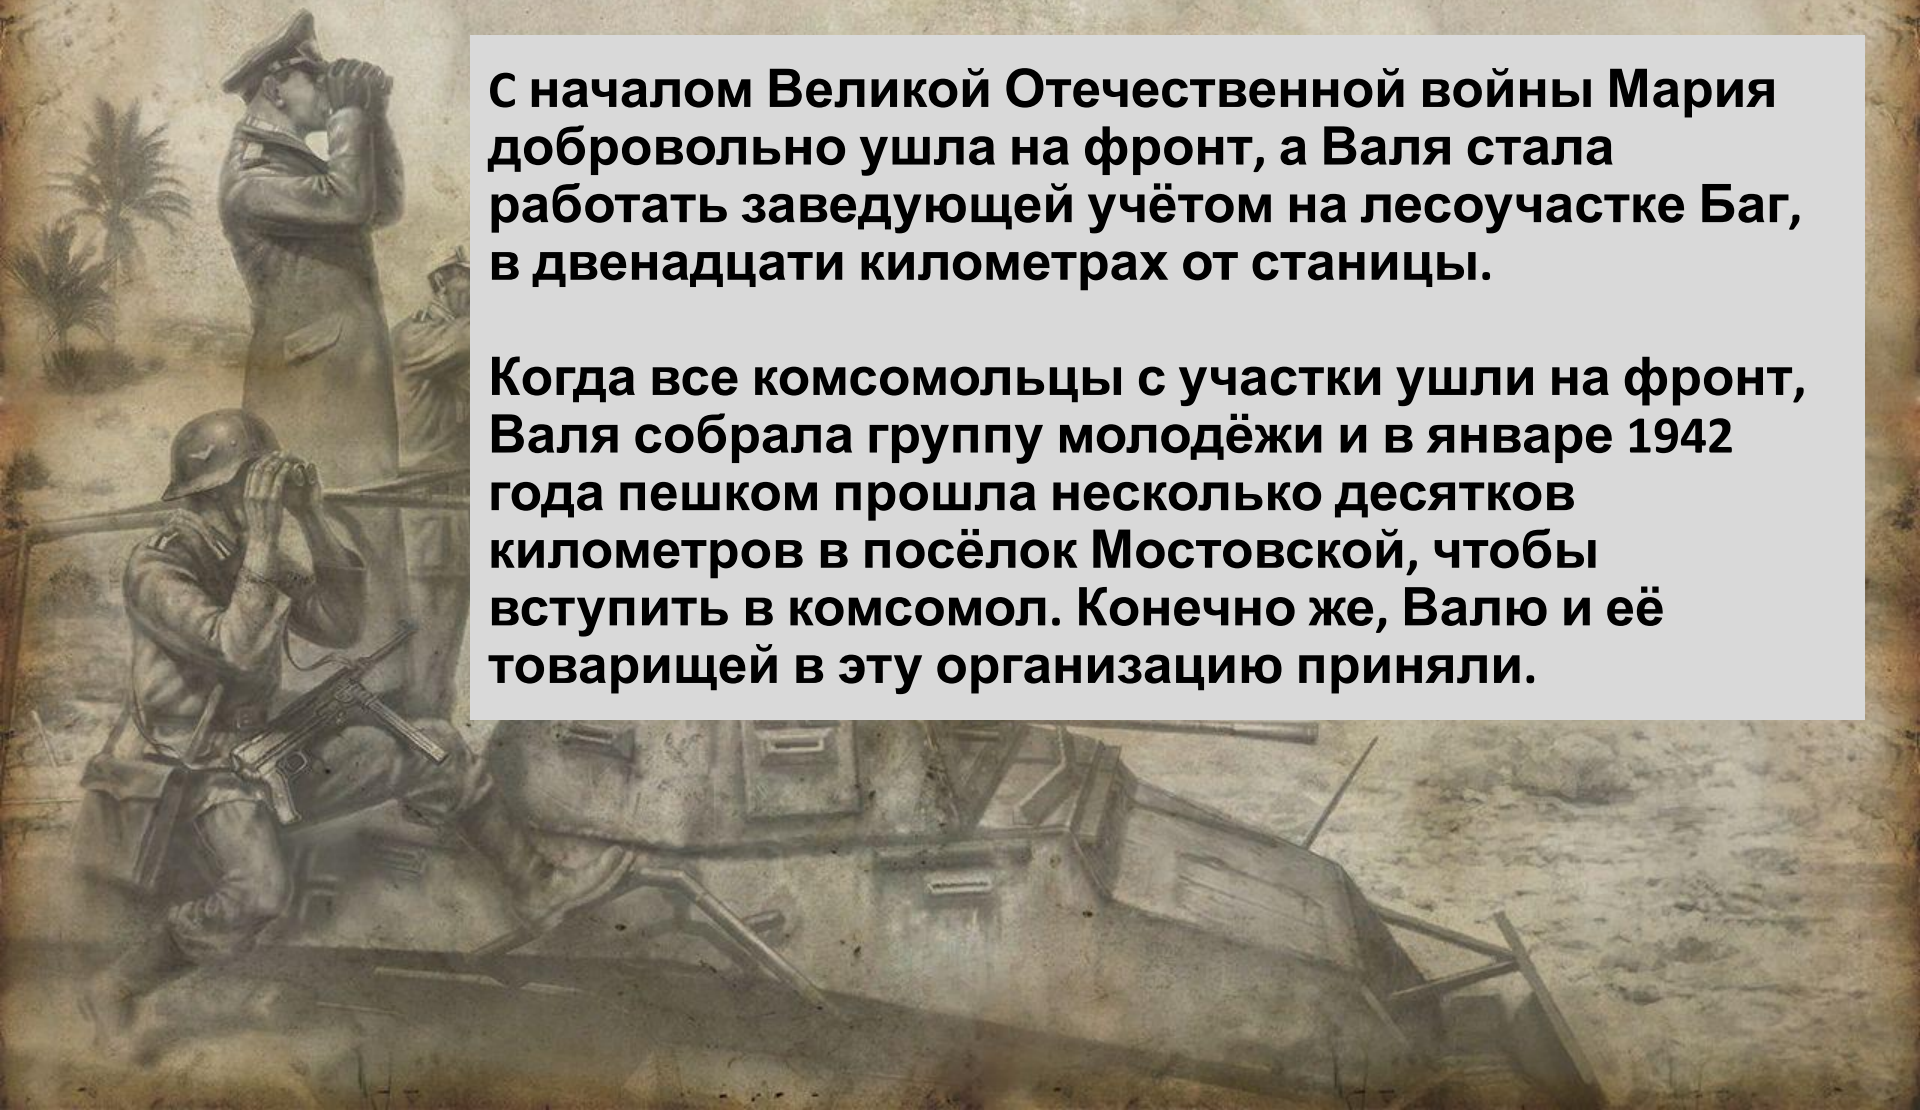 С началом Великой Отечественной войны Мария
добровольно ушла на фронт, а Валя стала
работать заведующей учётом на лесоучастке Баг,
в двенадцати километрах от станицы.
Когда все комсомольцы с участки ушли на фронт,
Валя собрала группу молодёжи и в январе 1942
года пешком прошла несколько десятков
километров в посёлок Мостовской, чтобы
вступить в комсомол. Конечно же, Валю и её
товарищей в эту организацию приняли.